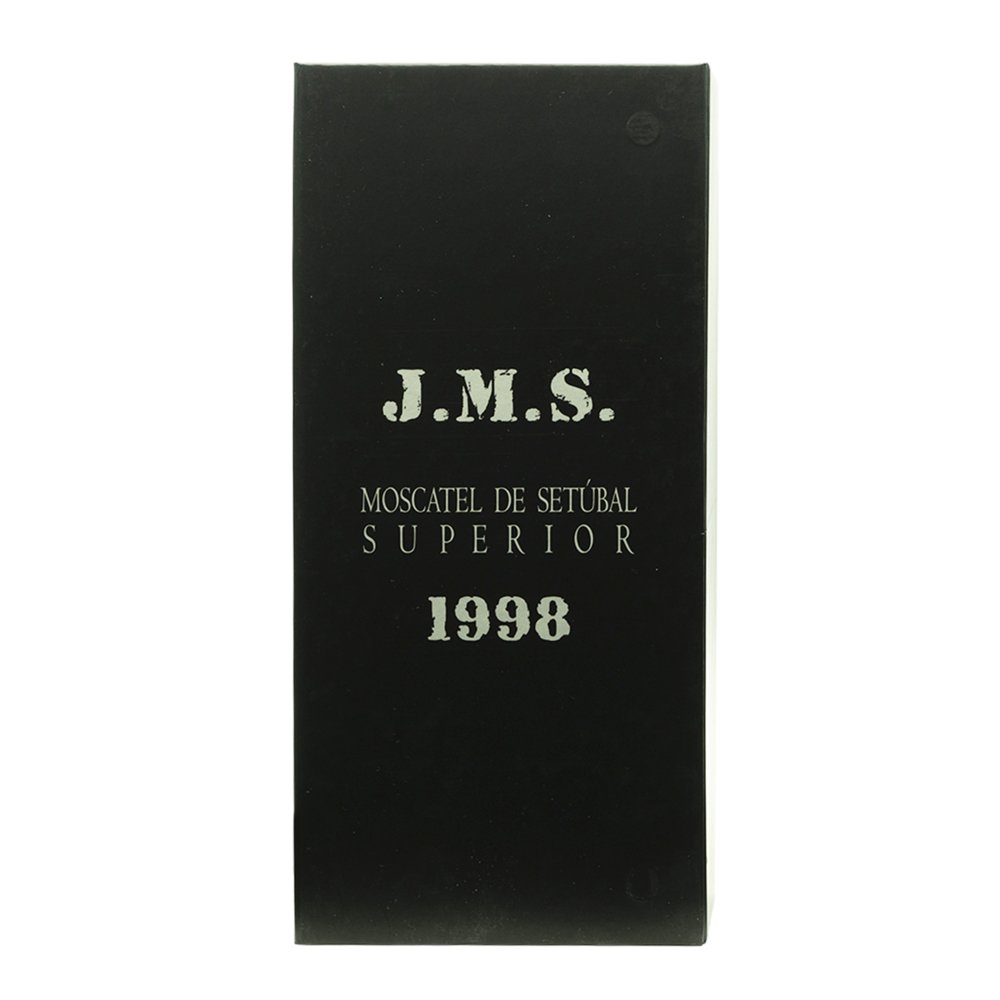 J.M.S.
MOSCATEL DE SETÚBAL
SUPERIOR
1998